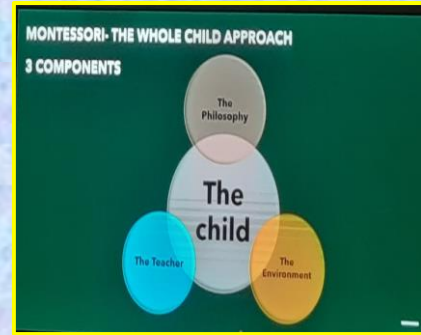 MONTESSORI- THE WHOLE CHILD APPROACH
3 COMPONENTS
The
Philosophy
The
child
The Teacher
The
Environment